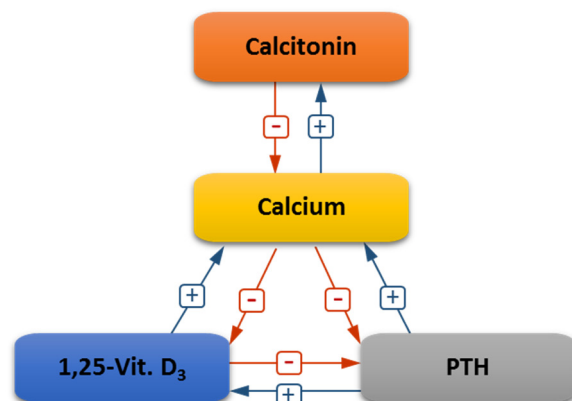 Calcitonin
- +
Calcium
+ - - +
1,25-Vit. D₃ - PTH
+